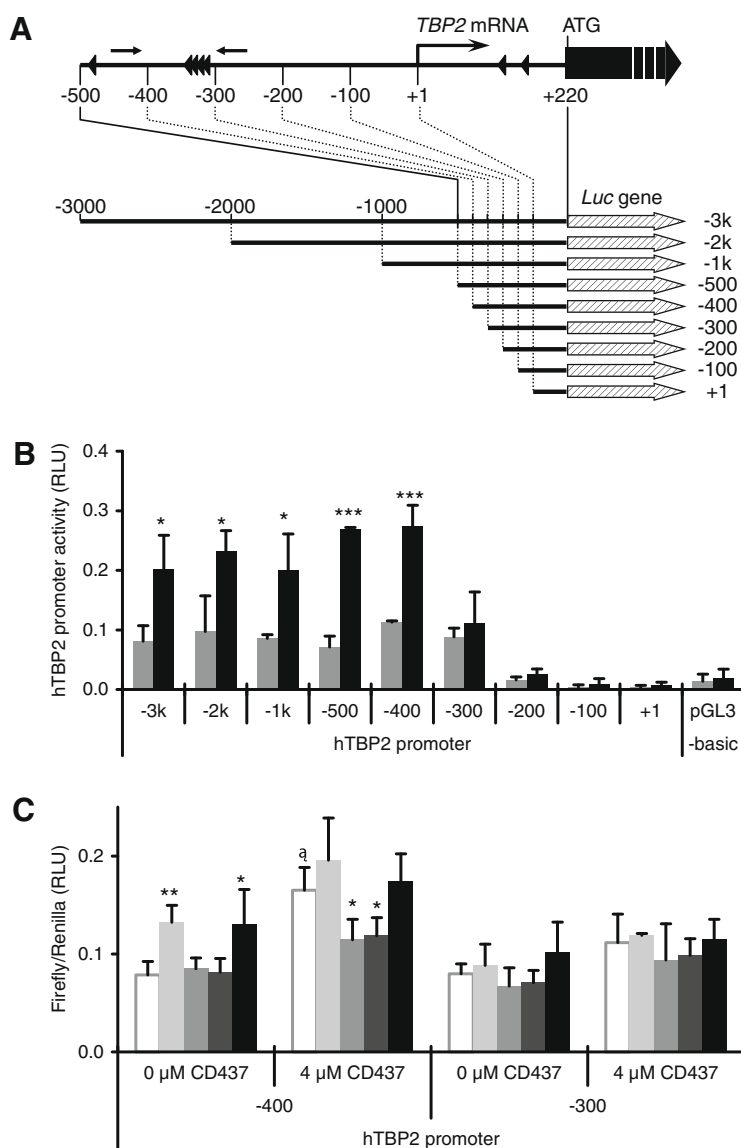 A
TBP2 mRNA
ATG
-500 -400 -300 -200 -100 +1 +220
Luc gene
-3000 -2000 -1000
-3k
-2k
-1k
-500
-400
-300
-200
-100
+1
B
hTBP2 promoter activity (RLU)
0.4
0.3
0.2
0.1
0.0
* * * *** ***
-3k -2k -1k -500 -400 -300 -200 -100 +1 pGL3
hTBP2 promoter -basic
C
Firefly/Renilla (RLU)
0.2
0.1
0.0
** * ą * *
0 µM CD437 4 µM CD437 0 µM CD437 4 µM CD437
-400 -300
hTBP2 promoter